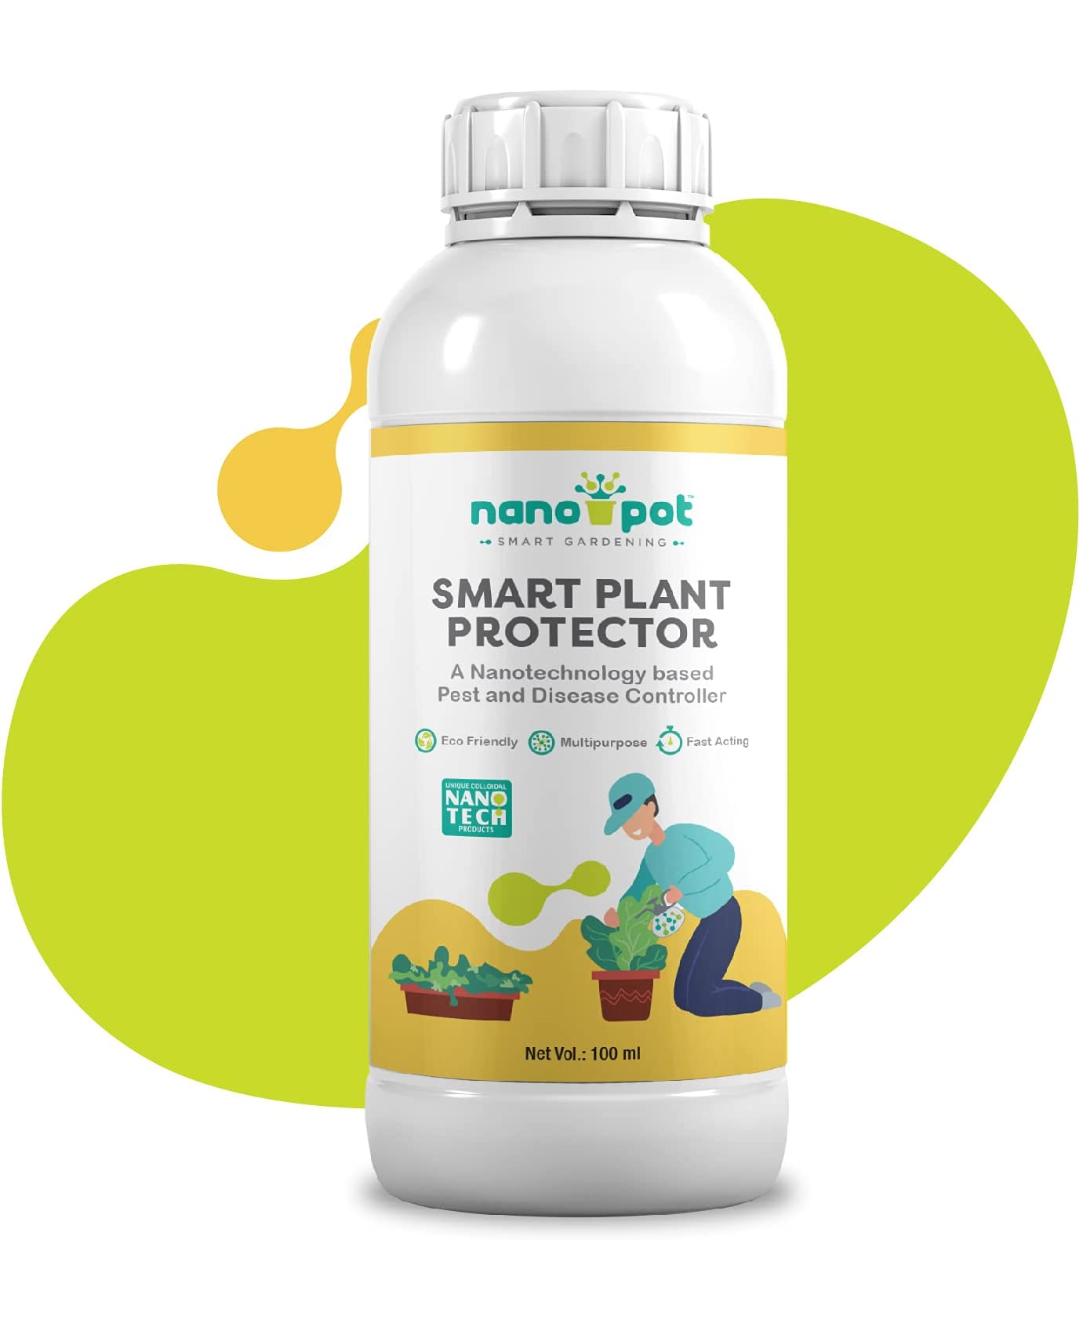 nano pot™
SMART GARDENING
SMART PLANT
PROTECTOR
A Nanotechnology based
Pest and Disease Controller
Eco Friendly Multipurpose Fast Acting
UNIQUE COLLOIDAL
NANO
TECH
PRODUCTS
Net Vol.: 100 ml